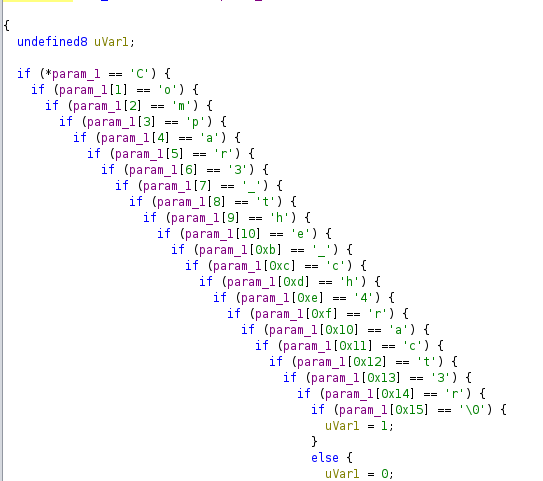 {
  undefined8 uVar1;
  if (*param_1 == 'C') {
    if (param_1[1] == 'o') {
      if (param_1[2] == 'm') {
        if (param_1[3] == 'p') {
          if (param_1[4] == 'a') {
            if (param_1[5] == 'r') {
              if (param_1[6] == '3') {
                if (param_1[7] == '_') {
                  if (param_1[8] == 't') {
                    if (param_1[9] == 'h') {
                      if (param_1[10] == 'e') {
                        if (param_1[0xb] == '_') {
                          if (param_1[0xc] == 'c') {
                            if (param_1[0xd] == 'h') {
                              if (param_1[0xe] == '4') {
                                if (param_1[0xf] == 'r') {
                                  if (param_1[0x10] == 'a') {
                                    if (param_1[0x11] == 'c') {
                                      if (param_1[0x12] == 't') {
                                        if (param_1[0x13] == '3') {
                                          if (param_1[0x14] == 'r') {
                                            if (param_1[0x15] == '\0') {
                                              uVar1 = 1;
                                            }
                                            else {
                                              uVar1 = 0;